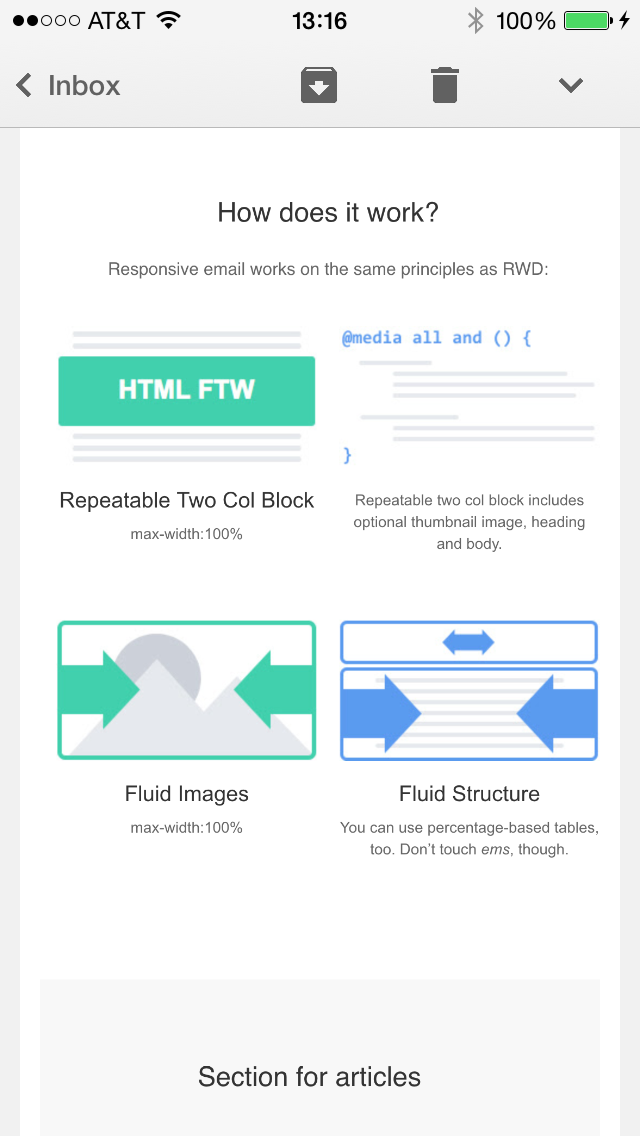 AT&T 13:16 100%
Inbox
How does it work?
Responsive email works on the same principles as RWD:
HTML FTW
@media all and () {
}
Repeatable Two Col Block
max-width:100%
Repeatable two col block includes
optional thumbnail image, heading
and body.
Fluid Images
max-width:100%
Fluid Structure
You can use percentage-based tables,
too. Don’t touch ems, though.
Section for articles